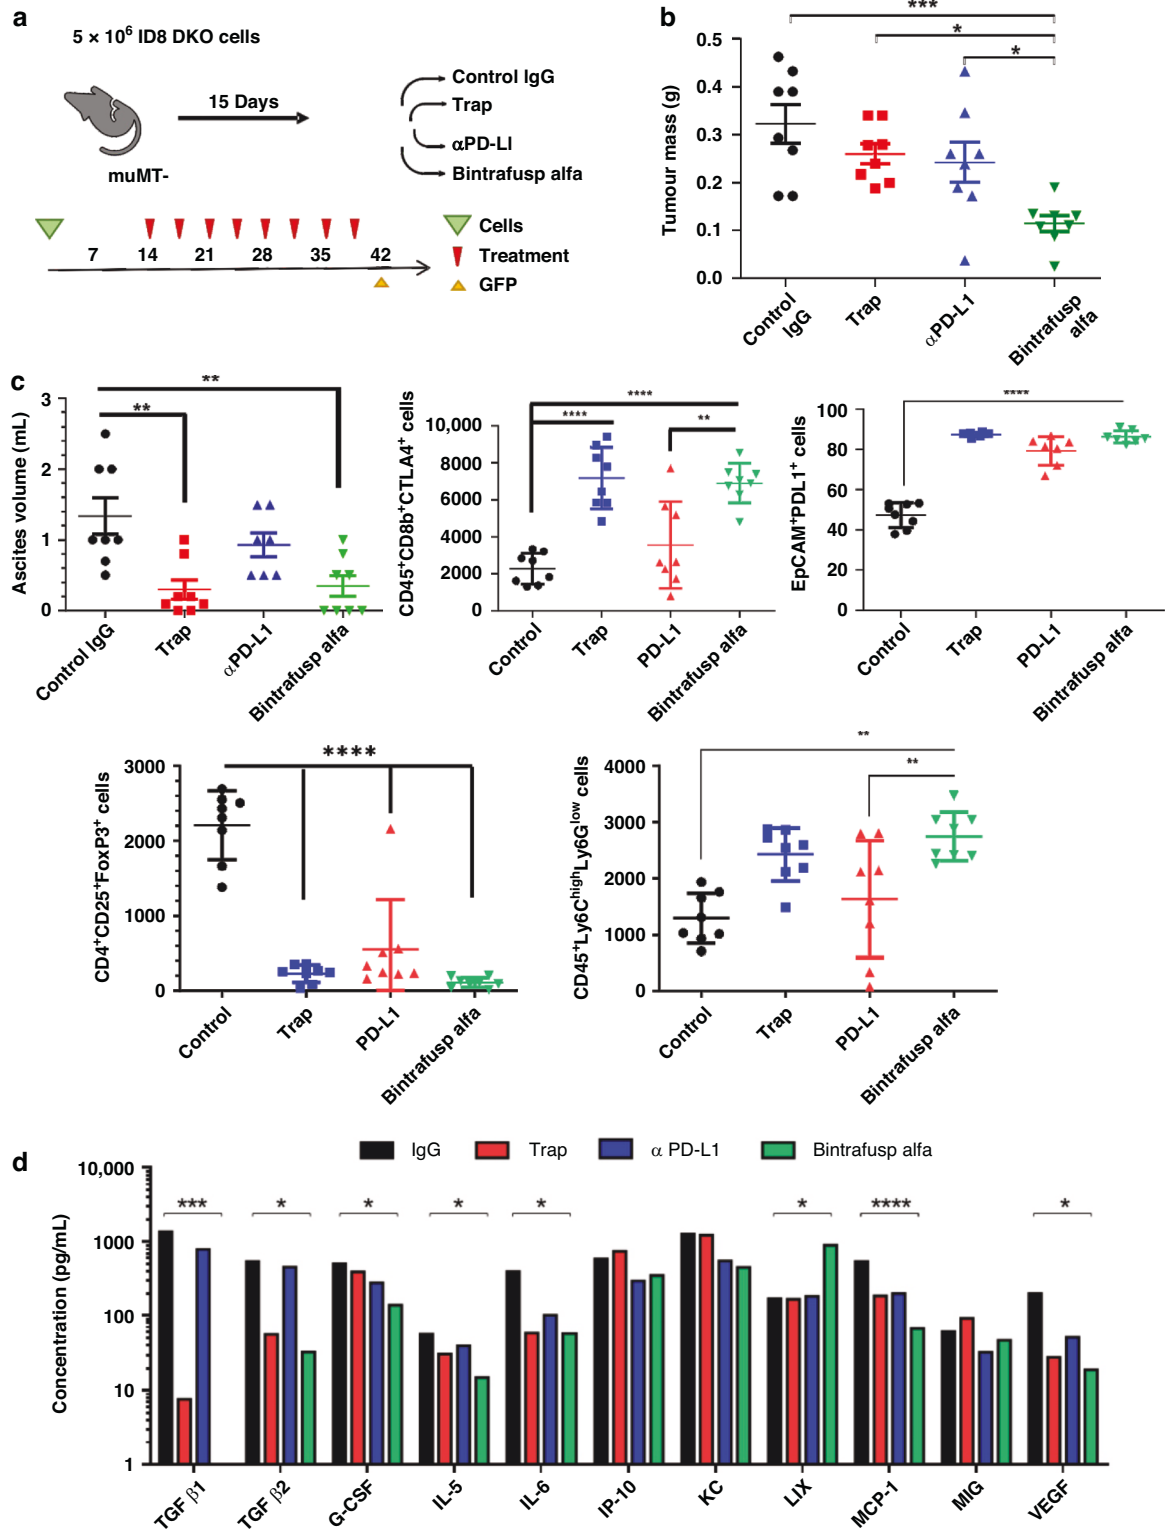 a
5 × 10⁶ ID8 DKO cells
15 Days
Control IgG
Trap
αPD-LI
Bintrafusp alfa
muMT-
7 14 21 28 35 42
Cells
Treatment
GFP
b
***
*
*
Tumour mass (g)
0.5
0.4
0.3
0.2
0.1
0.0
Control IgG
Trap
αPD-L1
Bintrafusp alfa
c
**
**
Ascites volume (mL)
3
2
1
0
Control IgG
Trap
αPD-L1
Bintrafusp alfa
****
****
**
CD45⁺CD8b⁺CTLA4⁺ cells
10,000
8000
6000
4000
2000
0
Control
Trap
PD-L1
Bintrafusp alfa
****
EpCAM⁺PDL1⁺ cells
100
80
60
40
20
0
Control
Trap
PD-L1
Bintrafusp alfa
****
CD4⁺CD25⁺FoxP3⁺ cells
3000
2000
1000
0
Control
Trap
PD-L1
Bintrafusp alfa
**
**
CD45⁺Ly6CʰⁱᵍʰLy6Gˡᵒʷ cells
4000
3000
2000
1000
0
Control
Trap
PD-L1
Bintrafusp alfa
d
IgG Trap α PD-L1 Bintrafusp alfa
Concentration (pg/mL)
10,000
1000
100
10
1
*** * * * * * **** *
TGF β1
TGF β2
G-CSF
IL-5
IL-6
IP-10
KC
LIX
MCP-1
MIG
VEGF